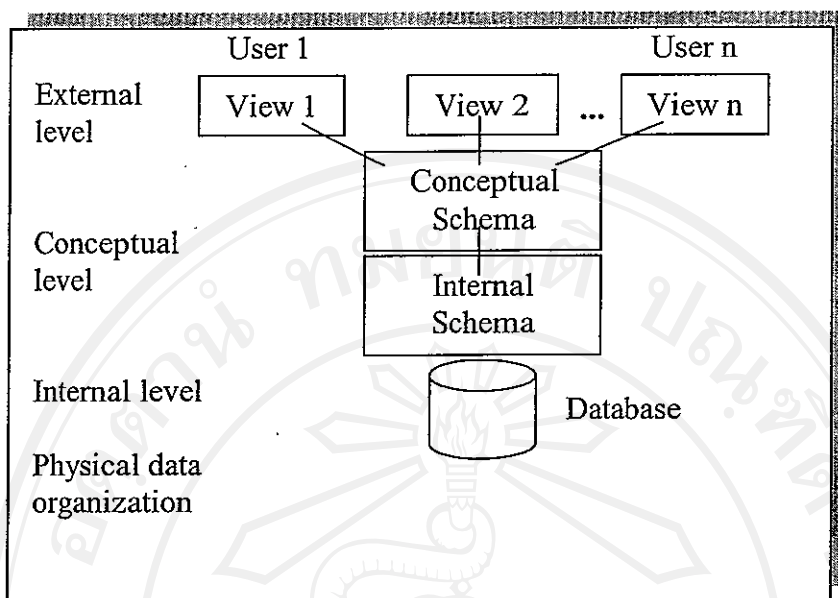 User 1
User n
External
level
View 1
View 2
...
View n
Conceptual
Schema
Conceptual
level
Internal
Schema
Internal level
Database
Physical data
organization